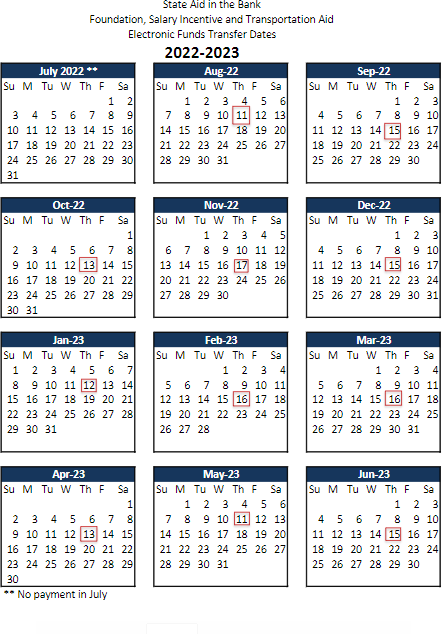 State Aid in the Bank
Foundation, Salary Incentive and Transportation Aid
Electronic Funds Transfer Dates
2022-2023
July 2022 **
Su M Tu W Th F Sa
1 2
3 4 5 6 7 8 9
10 11 12 13 14 15 16
17 18 19 20 21 22 23
24 25 26 27 28 29 30
31
Aug-22
Su M Tu W Th F Sa
1 2 3 4 5 6
7 8 9 10 11 12 13
14 15 16 17 18 19 20
21 22 23 24 25 26 27
28 29 30 31
Sep-22
Su M Tu W Th F Sa
1 2 3
4 5 6 7 8 9 10
11 12 13 14 15 16 17
18 19 20 21 22 23 24
25 26 27 28 29 30
Oct-22
Su M Tu W Th F Sa
1
2 3 4 5 6 7 8
9 10 11 12 13 14 15
16 17 18 19 20 21 22
23 24 25 26 27 28 29
30 31
Nov-22
Su M Tu W Th F Sa
1 2 3 4 5
6 7 8 9 10 11 12
13 14 15 16 17 18 19
20 21 22 23 24 25 26
27 28 29 30
Dec-22
Su M Tu W Th F Sa
1 2 3
4 5 6 7 8 9 10
11 12 13 14 15 16 17
18 19 20 21 22 23 24
25 26 27 28 29 30 31
Jan-23
Su M Tu W Th F Sa
1 2 3 4 5 6 7
8 9 10 11 12 13 14
15 16 17 18 19 20 21
22 23 24 25 26 27 28
29 30 31
Feb-23
Su M Tu W Th F Sa
1 2 3 4
5 6 7 8 9 10 11
12 13 14 15 16 17 18
19 20 21 22 23 24 25
26 27 28
Mar-23
Su M Tu W Th F Sa
1 2 3 4
5 6 7 8 9 10 11
12 13 14 15 16 17 18
19 20 21 22 23 24 25
26 27 28 29 30 31
Apr-23
Su M Tu W Th F Sa
1
2 3 4 5 6 7 8
9 10 11 12 13 14 15
16 17 18 19 20 21 22
23 24 25 26 27 28 29
30
May-23
Su M Tu W Th F Sa
1 2 3 4 5 6
7 8 9 10 11 12 13
14 15 16 17 18 19 20
21 22 23 24 25 26 27
28 29 30 31
Jun-23
Su M Tu W Th F Sa
1 2 3
4 5 6 7 8 9 10
11 12 13 14 15 16 17
18 19 20 21 22 23 24
25 26 27 28 29 30
** No payment in July